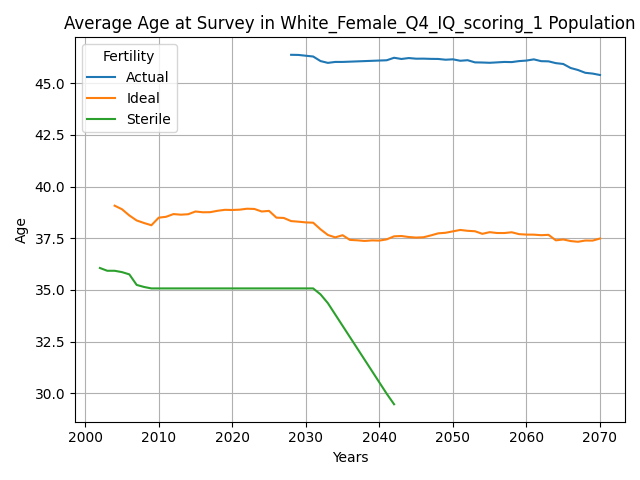 Average Age at Survey in White_Female_Q4_IQ_scoring_1 Population
Fertility
Actual
Ideal
Sterile
45.0
42.5
40.0
37.5
35.0
32.5
30.0
Age
2000 2010 2020 2030 2040 2050 2060 2070
Years